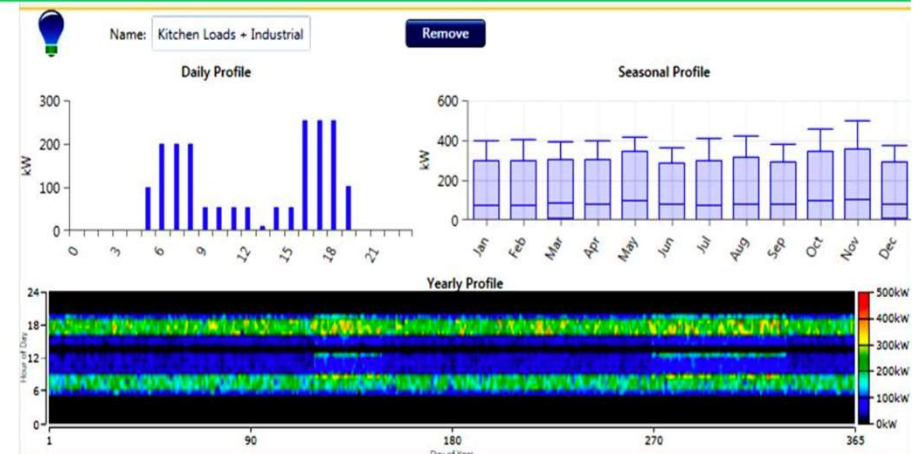 Name: Kitchen Loads + Industrial Remove
Daily Profile
300
200
100
0
kW
0 3 6 9 12 15 18 21
Seasonal Profile
600
400
200
0
kW
Jan Feb Mar Apr May Jun Jul Aug Sep Oct Nov Dec
Yearly Profile
24
18
12
6
0
Hour of Day
1 90 180 270 365
Day of Year
500kW
400kW
300kW
200kW
100kW
0kW